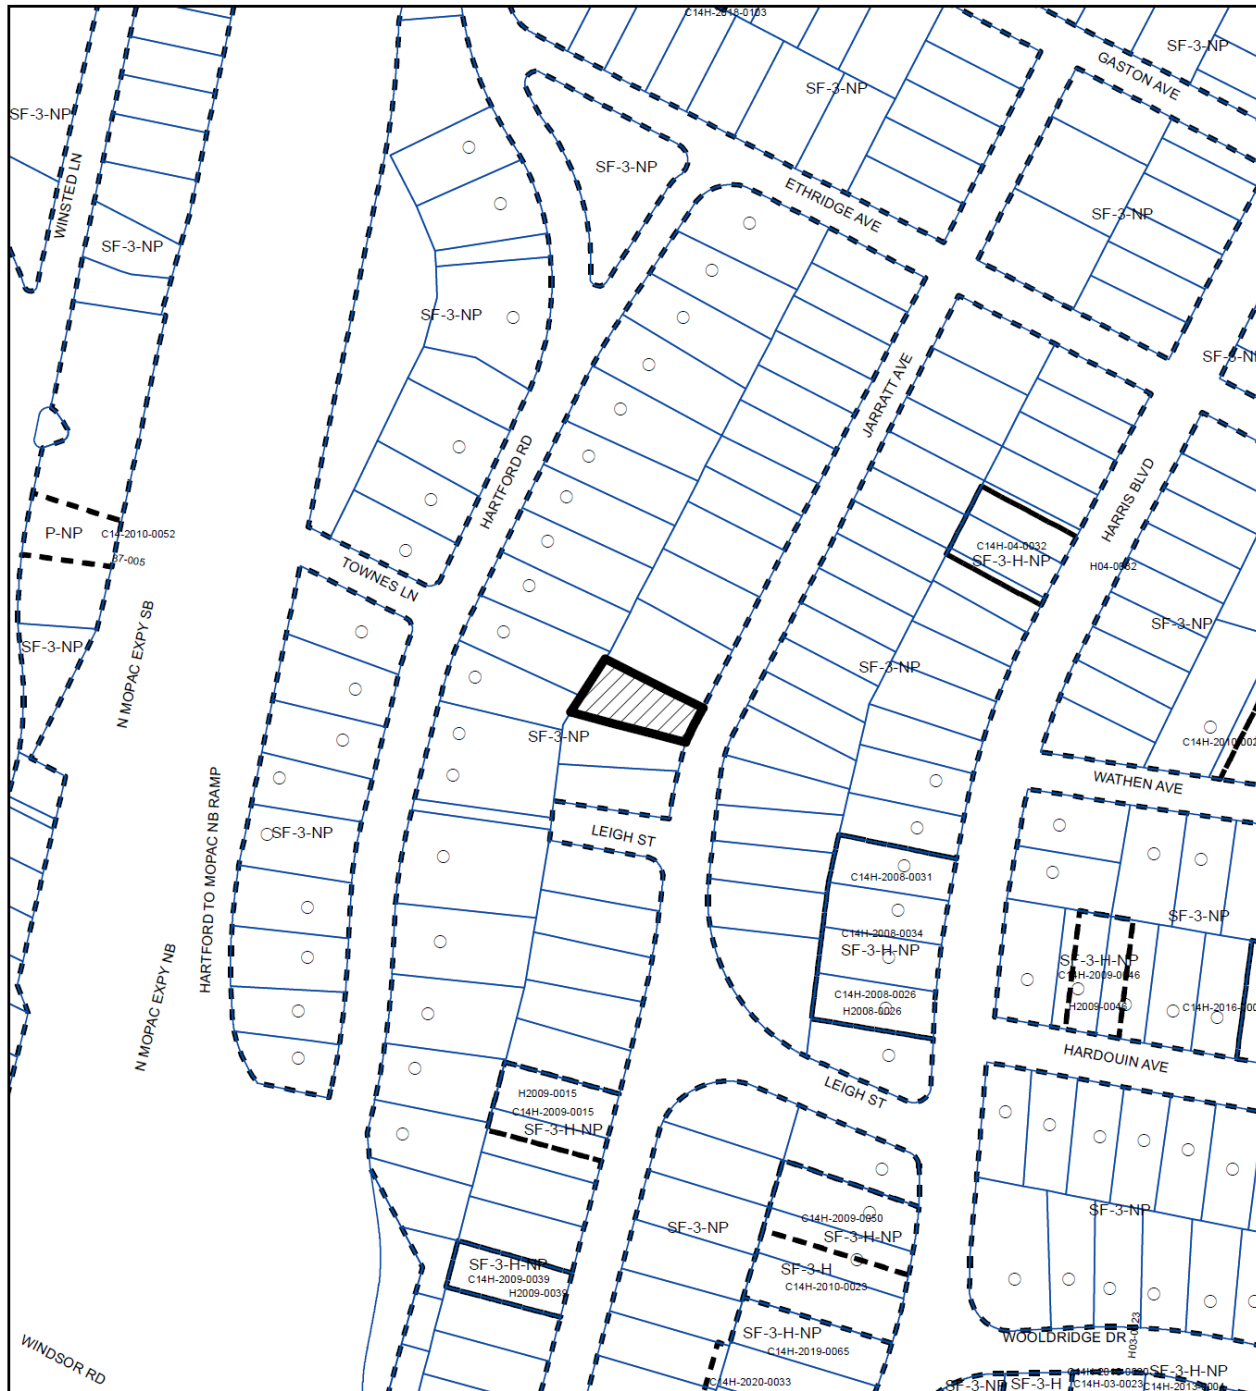 C14H-2018-0103
SF-3-NP
GASTON AVE
SF-3-NP
SF-3-NP
SF-3-NP
WINSTED LN
ETHRIDGE AVE
SF-3-NP
SF-3-NP
SF-3-NP
JARRATT AVE
HARTFORD RD
HARRIS BLVD
P-NP
C14-2010-0052
C14H-04-0032
SF-3-H-NP
TOWNES LN
N MOPAC EXPY SB
SF-3-NP
SF-3-NP
SF-3-NP
SF-3-NP
WATHEN AVE
HARTFORD TO MOPAC NB RAMP
SF-3-NP
LEIGH ST
C14H-2008-0031
SF-3-NP
C14H-2008-0034
SF-3-H-NP
SF-3-H-NP
C14H-2009-0046
C14H-2008-0026
H2008-0026
H2009-0046
N MOPAC EXPY NB
HARDOUIN AVE
LEIGH ST
H2009-0015
C14H-2009-0015
SF-3-H-NP
C14H-2009-0050
SF-3-H-NP
SF-3-NP
SF-3-NP
SF-3-H
C14H-2010-0023
SF-3-H-NP
C14H-2009-0039
H2009-0039
SF-3-H-NP
C14H-2019-0065
WOOLDRIDGE DR
WINDSOR RD
C14H-2020-0033
SF-3-NP
SF-3-H
C14H-03-0023
SF-3-H-NP
C14H-2013-0004